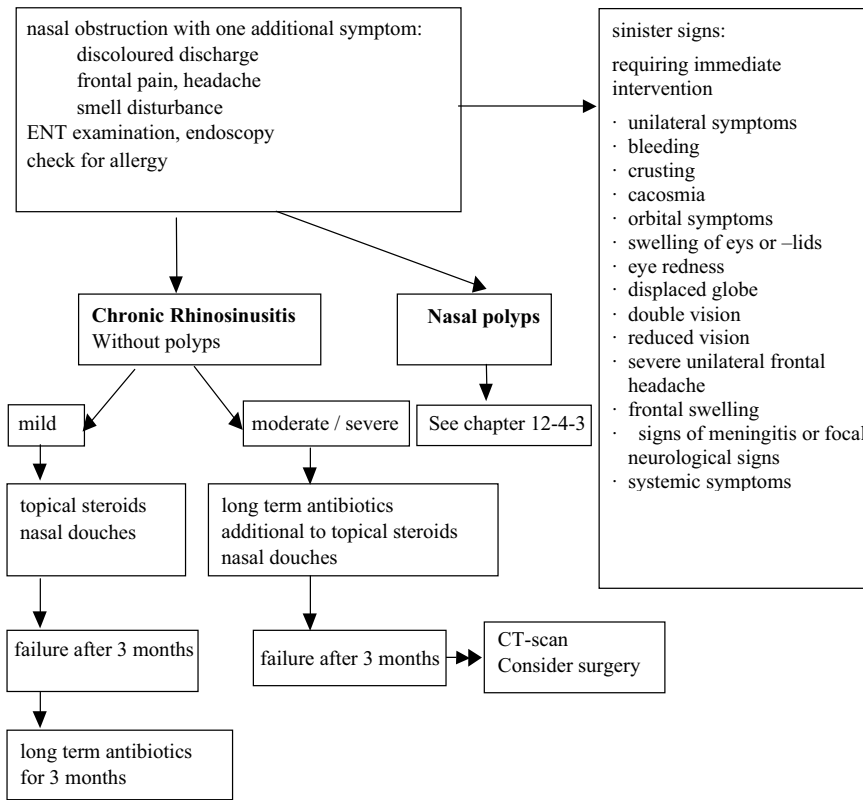 nasal obstruction with one additional symptom:
discoloured discharge
frontal pain, headache
smell disturbance
ENT examination, endoscopy
check for allergy
sinister signs:
requiring immediate
intervention
· unilateral symptoms
· bleeding
· crusting
· cacosmia
· orbital symptoms
· swelling of eys or –lids
· eye redness
· displaced globe
· double vision
· reduced vision
· severe unilateral frontal
headache
· frontal swelling
· signs of meningitis or focal
neurological signs
· systemic symptoms
Chronic Rhinosinusitis
Without polyps
Nasal polyps
mild
moderate / severe
See chapter 12-4-3
topical steroids
nasal douches
long term antibiotics
additional to topical steroids
nasal douches
failure after 3 months
failure after 3 months
CT-scan
Consider surgery
long term antibiotics
for 3 months